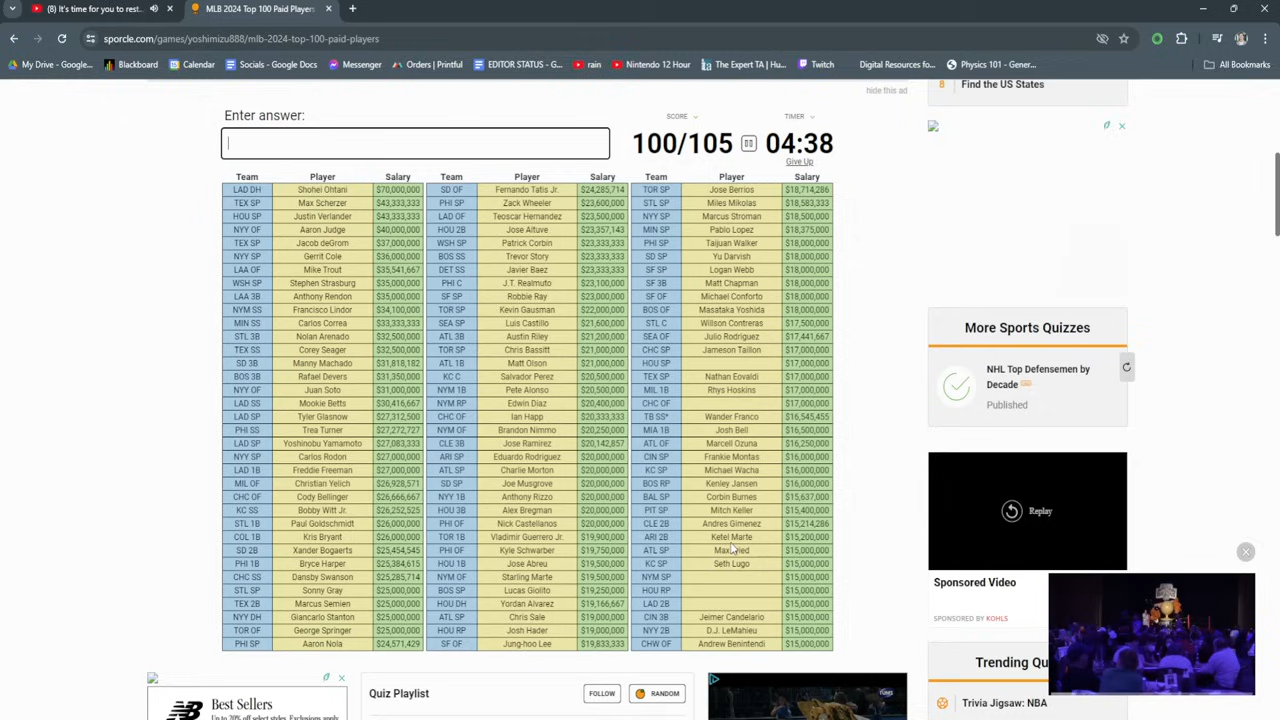 (8) It's time for you to rest
MLB 2024 Top 100 Paid Players
sporcle.com/games/yoshimizu888/mlb-2024-top-100-paid-players
My Drive - Google... Blackboard Calendar Socials - Google Docs Messenger Orders | Printful EDITOR STATUS - G... rain Nintendo 12 Hour The Expert TA | Hu... Twitch Digital Resources fo... Physics 101 - Gener... All Bookmarks
hide this ad
8 Find the US States
Enter answer:
SCORE TIMER
100/105 04:38
Give Up
Team Player Salary Team Player Salary Team Player Salary
LAD DH Shohei Ohtani $70,000,000 SD OF Fernando Tatis Jr. $24,285,714 TOR SP Jose Berrios $18,714,286
TEX SP Max Scherzer $43,333,333 PHI SP Zack Wheeler $23,600,000 STL SP Miles Mikolas $18,583,333
HOU SP Justin Verlander $43,333,333 LAD OF Teoscar Hernandez $23,500,000 NYY SP Marcus Stroman $18,500,000
NYY OF Aaron Judge $40,000,000 HOU 2B Jose Altuve $23,357,143 MIN SP Pablo Lopez $18,375,000
TEX SP Jacob deGrom $37,000,000 WSH SP Patrick Corbin $23,333,333 PHI SP Taijuan Walker $18,000,000
NYY SP Gerrit Cole $36,000,000 BOS SS Trevor Story $23,333,333 SD SP Yu Darvish $18,000,000
LAA OF Mike Trout $35,541,667 DET SS Javier Baez $23,333,333 SF SP Logan Webb $18,000,000
WSH SP Stephen Strasburg $35,000,000 PHI C J.T. Realmuto $23,100,000 SF 3B Matt Chapman $18,000,000
LAA 3B Anthony Rendon $35,000,000 SF SP Robbie Ray $23,000,000 SF OF Michael Conforto $18,000,000
NYM SS Francisco Lindor $34,100,000 TOR SP Kevin Gausman $22,000,000 BOS OF Masataka Yoshida $18,000,000
MIN SS Carlos Correa $33,333,333 SEA SP Luis Castillo $21,600,000 STL C Willson Contreras $17,500,000
STL 3B Nolan Arenado $32,500,000 ATL 3B Austin Riley $21,200,000 SEA OF Julio Rodriguez $17,441,667
TEX SS Corey Seager $32,500,000 TOR SP Chris Bassitt $21,000,000 CHC SP Jameson Taillon $17,000,000
SD 3B Manny Machado $31,818,182 ATL 1B Matt Olson $21,000,000 HOU SP $17,000,000
BOS 3B Rafael Devers $31,350,000 KC C Salvador Perez $20,500,000 TEX SP Nathan Eovaldi $17,000,000
NYY OF Juan Soto $31,000,000 NYM 1B Pete Alonso $20,500,000 MIL 1B Rhys Hoskins $17,000,000
LAD SS Mookie Betts $30,416,667 NYM RP Edwin Diaz $20,400,000 CHC OF $17,000,000
LAD SP Tyler Glasnow $27,312,500 CHC OF Ian Happ $20,333,333 TB SS* Wander Franco $16,545,455
PHI SS Trea Turner $27,272,727 NYM OF Brandon Nimmo $20,250,000 MIA 1B Josh Bell $16,500,000
LAD SP Yoshinobu Yamamoto $27,083,333 CLE 3B Jose Ramirez $20,142,857 ATL OF Marcell Ozuna $16,250,000
NYY SP Carlos Rodon $27,000,000 ARI SP Eduardo Rodriguez $20,000,000 CIN SP Frankie Montas $16,000,000
LAD 1B Freddie Freeman $27,000,000 ATL SP Charlie Morton $20,000,000 KC SP Michael Wacha $16,000,000
MIL OF Christian Yelich $26,928,571 SD SP Joe Musgrove $20,000,000 BOS RP Kenley Jansen $16,000,000
CHC OF Cody Bellinger $26,666,667 NYY 1B Anthony Rizzo $20,000,000 BAL SP Corbin Burnes $15,637,000
KC SS Bobby Witt Jr. $26,252,525 HOU 3B Alex Bregman $20,000,000 PIT SP Mitch Keller $15,400,000
STL 1B Paul Goldschmidt $26,000,000 PHI OF Nick Castellanos $20,000,000 CLE 2B Andres Gimenez $15,214,286
COL 1B Kris Bryant $26,000,000 TOR 1B Vladimir Guerrero Jr. $19,900,000 ARI 2B Ketel Marte $15,200,000
SD 2B Xander Bogaerts $25,454,545 PHI OF Kyle Schwarber $19,750,000 ATL SP Max Fried $15,000,000
PHI 1B Bryce Harper $25,384,615 HOU 1B Jose Abreu $19,500,000 KC SP Seth Lugo $15,000,000
CHC SS Dansby Swanson $25,285,714 NYM OF Starling Marte $19,500,000 NYM SP $15,000,000
STL SP Sonny Gray $25,000,000 BOS SP Lucas Giolito $19,250,000 HOU RP $15,000,000
TEX 2B Marcus Semien $25,000,000 HOU DH Yordan Alvarez $19,166,667 LAD 2B $15,000,000
NYY DH Giancarlo Stanton $25,000,000 ATL SP Chris Sale $19,000,000 CIN 3B Jeimer Candelario $15,000,000
TOR OF George Springer $25,000,000 HOU RP Josh Hader $19,000,000 NYY 2B D.J. LeMahieu $15,000,000
PHI SP Aaron Nola $24,571,429 SF OF Jung-hoo Lee $19,833,333 CHW OF Andrew Benintendi $15,000,000
More Sports Quizzes
NHL Top Defensemen by
Decade
Published
Replay
Sponsored Video
SPONSORED BY KOHLS
Trending Qu
Trivia Jigsaw: NBA
Best Sellers
Up to 20% off select styles. Exclusions apply.
Quiz Playlist FOLLOW RANDOM